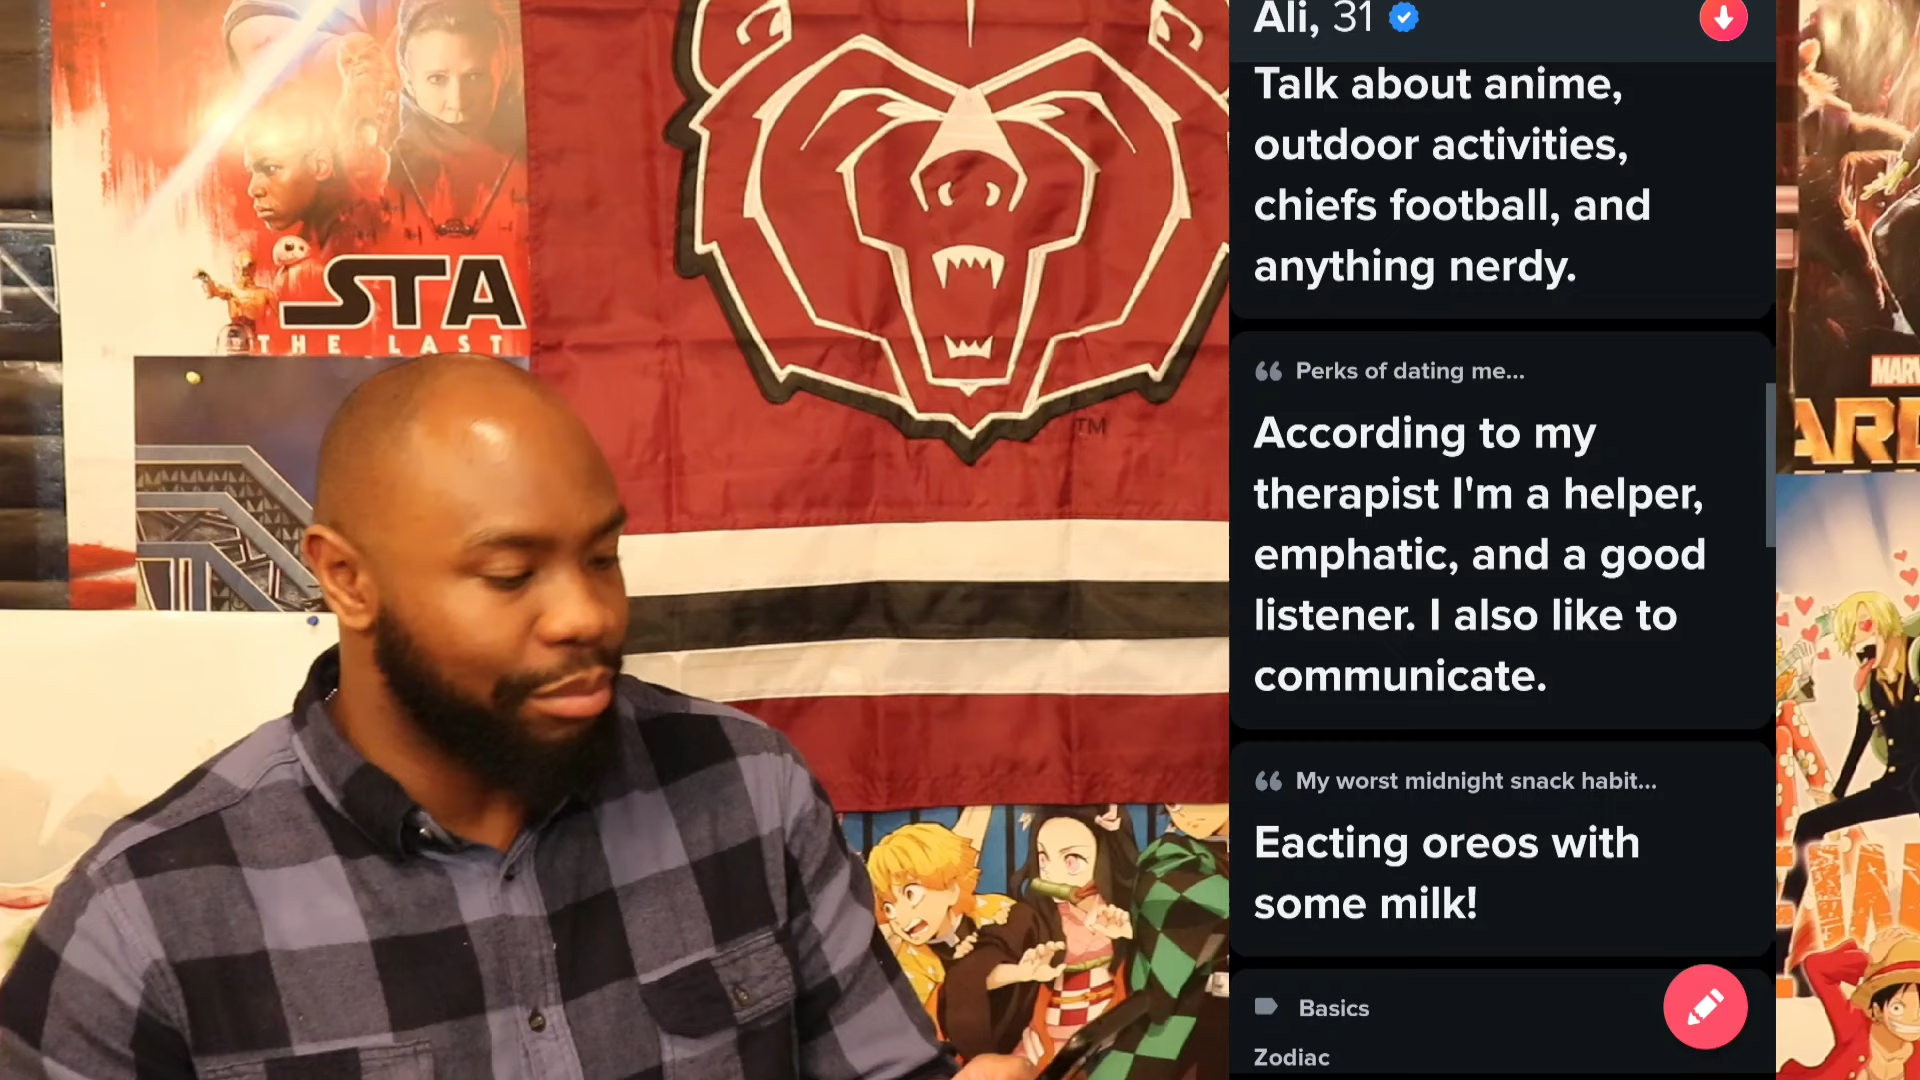 STA
THE LAST
TM
Ali, 31
Talk about anime,
outdoor activities,
chiefs football, and
anything nerdy.
Perks of dating me...
According to my
therapist I'm a helper,
emphatic, and a good
listener. I also like to
communicate.
My worst midnight snack habit...
Eacting oreos with
some milk!
Basics
Zodiac
MARV
ARD